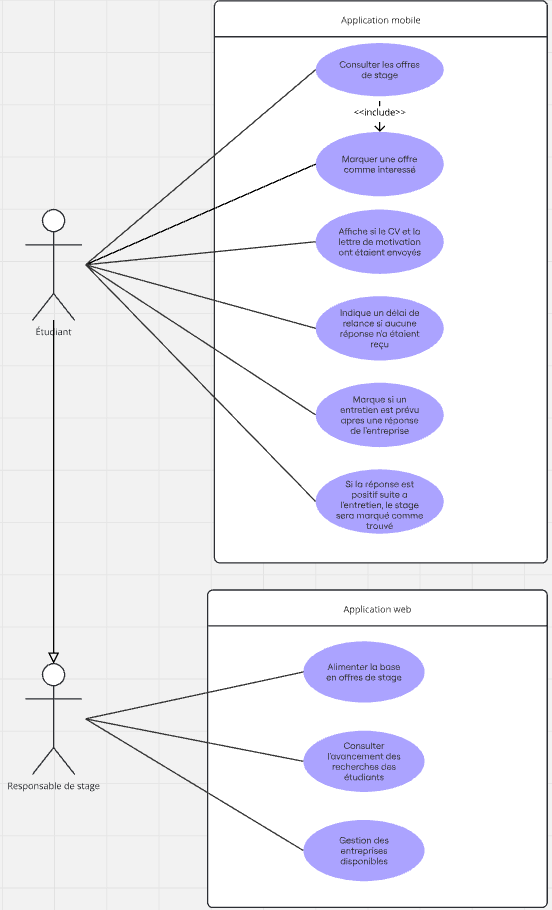 Application mobile
Consulter les offres
de stage
<<include>>
Marquer une offre
comme interessé
Affiche si le CV et la
lettre de motivation
ont étaient envoyés
Indique un délai de
relance si aucune
réponse n'a étaient
reçu
Étudiant
Marque si un
entretien est prévu
apres une réponse
de l'entreprise
Si la réponse est
positif suite a
l'entretien, le stage
sera marqué comme
trouvé
Application web
Alimenter la base
en offres de stage
Consulter
l'avancement des
recherches des
étudiants
Responsable de stage
Gestion des
entreprises
disponibles